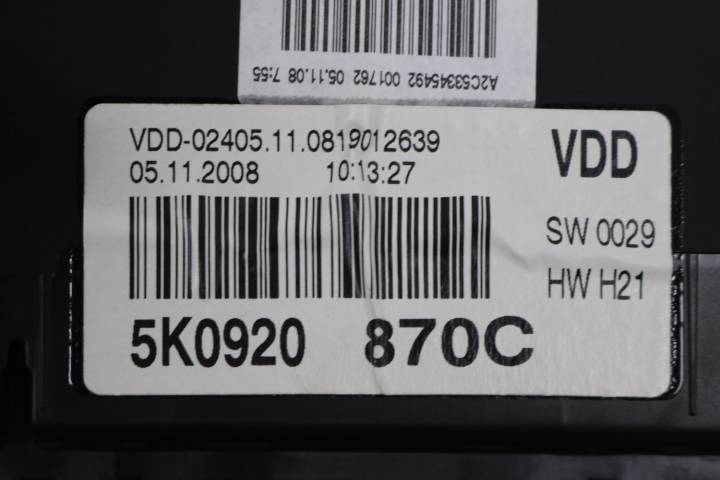 A2C53345492 001762 05.11.08 7:55
VDD-02405.11.0819012639
05.11.2008 10:13:27
VDD
SW 0029
HW H21
5K0920 870C